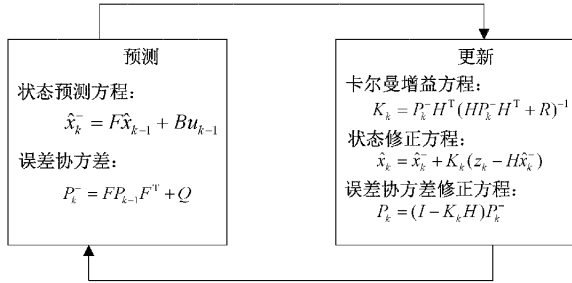 预测
状态预测方程：
x̂ₖ⁻ = Fx̂ₖ₋₁ + Buₖ₋₁
误差协方差：
Pₖ⁻ = FPₖ₋₁Fᵀ + Q
更新
卡尔曼增益方程：
Kₖ = Pₖ⁻Hᵀ(HPₖ⁻Hᵀ + R)⁻¹
状态修正方程：
x̂ₖ = x̂ₖ⁻ + Kₖ(zₖ − Hx̂ₖ⁻)
误差协方差修正方程：
Pₖ = (I − KₖH)Pₖ⁻